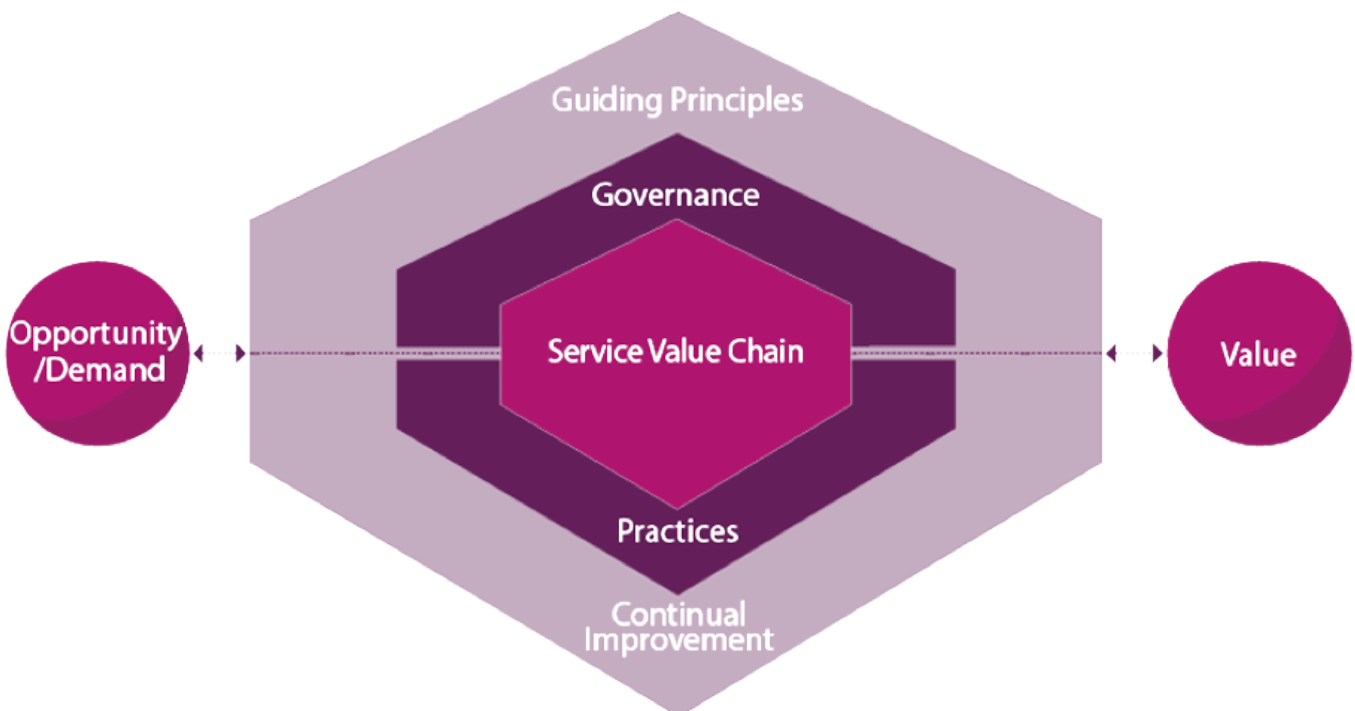 Guiding Principles
Governance
Opportunity
/Demand
Service Value Chain
Value
Practices
Continual
Improvement